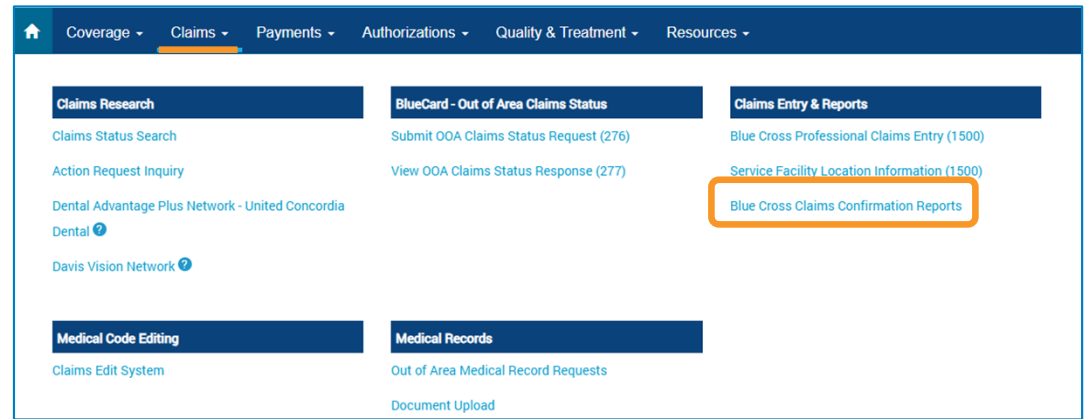 Coverage Claims Payments Authorizations Quality & Treatment Resources
Claims Research
Claims Status Search
Action Request Inquiry
Dental Advantage Plus Network - United Concordia
Dental ?
Davis Vision Network ?
BlueCard - Out of Area Claims Status
Submit OOA Claims Status Request (276)
View OOA Claims Status Response (277)
Claims Entry & Reports
Blue Cross Professional Claims Entry (1500)
Service Facility Location Information (1500)
Blue Cross Claims Confirmation Reports
Medical Code Editing
Claims Edit System
Medical Records
Out of Area Medical Record Requests
Document Upload